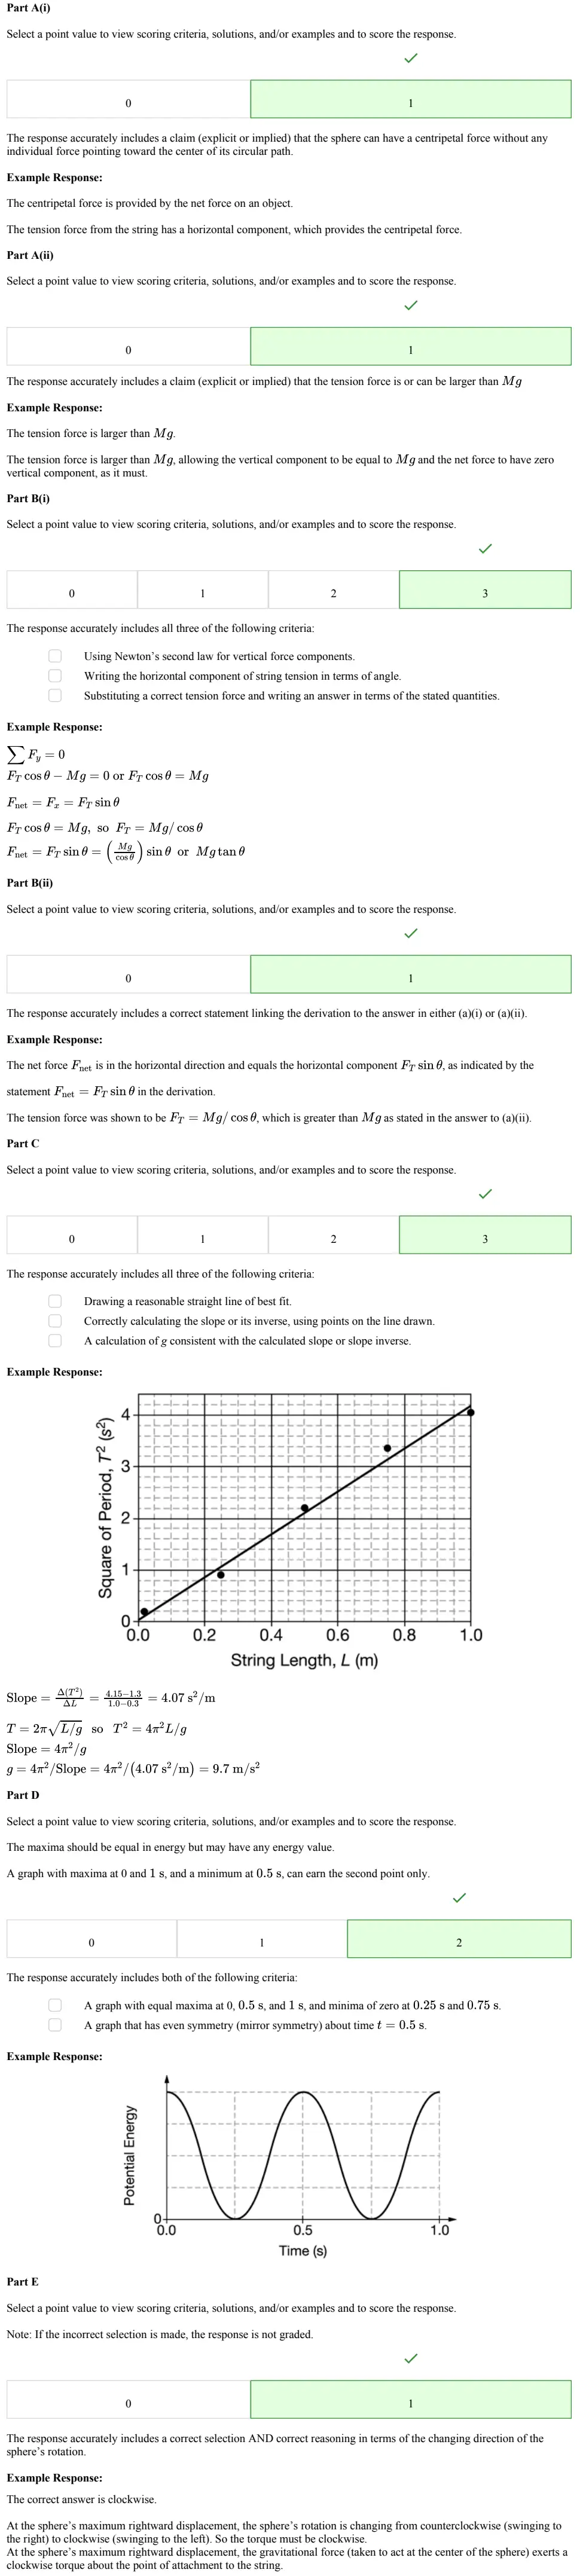 Part A(i)
Select a point value to view scoring criteria, solutions, and/or examples and to score the response.
0
1
The response accurately includes a claim (explicit or implied) that the sphere can have a centripetal force without any
individual force pointing toward the center of its circular path.
Example Response:
The centripetal force is provided by the net force on an object.
The tension force from the string has a horizontal component, which provides the centripetal force.
Part A(ii)
Select a point value to view scoring criteria, solutions, and/or examples and to score the response.
0
1
The response accurately includes a claim (explicit or implied) that the tension force is or can be larger than Mg
Example Response:
The tension force is larger than Mg.
The tension force is larger than Mg, allowing the vertical component to be equal to Mg and the net force to have zero
vertical component, as it must.
Part B(i)
Select a point value to view scoring criteria, solutions, and/or examples and to score the response.
0
1
2
3
The response accurately includes all three of the following criteria:
Using Newton's second law for vertical force components.
Writing the horizontal component of string tension in terms of angle.
Substituting a correct tension force and writing an answer in terms of the stated quantities.
Example Response:
∑ F_y = 0
F_T cos θ − Mg = 0 or F_T cos θ = Mg
F_net = F_x = F_T sin θ
F_T cos θ = Mg, so F_T = Mg/ cos θ
F_net = F_T sin θ = (Mg/cos θ) sin θ or Mg tan θ
Part B(ii)
Select a point value to view scoring criteria, solutions, and/or examples and to score the response.
0
1
The response accurately includes a correct statement linking the derivation to the answer in either (a)(i) or (a)(ii).
Example Response:
The net force F_net is in the horizontal direction and equals the horizontal component F_T sin θ, as indicated by the
statement F_net = F_T sin θ in the derivation.
The tension force was shown to be F_T = Mg/ cos θ, which is greater than Mg as stated in the answer to (a)(ii).
Part C
Select a point value to view scoring criteria, solutions, and/or examples and to score the response.
0
1
2
3
The response accurately includes all three of the following criteria:
Drawing a reasonable straight line of best fit.
Correctly calculating the slope or its inverse, using points on the line drawn.
A calculation of g consistent with the calculated slope or slope inverse.
Example Response:
Square of Period, T² (s²)
4
3
2
1
0
0.0 0.2 0.4 0.6 0.8 1.0
String Length, L (m)
Slope = Δ(T²)/ΔL = (4.15−1.3)/(1.0−0.3) = 4.07 s²/m
T = 2π√(L/g) so T² = 4π²L/g
Slope = 4π²/g
g = 4π²/Slope = 4π²/(4.07 s²/m) = 9.7 m/s²
Part D
Select a point value to view scoring criteria, solutions, and/or examples and to score the response.
The maxima should be equal in energy but may have any energy value.
A graph with maxima at 0 and 1 s, and a minimum at 0.5 s, can earn the second point only.
0
1
2
The response accurately includes both of the following criteria:
A graph with equal maxima at 0, 0.5 s, and 1 s, and minima of zero at 0.25 s and 0.75 s.
A graph that has even symmetry (mirror symmetry) about time t = 0.5 s.
Example Response:
Potential Energy
0
0.0 0.5 1.0
Time (s)
Part E
Select a point value to view scoring criteria, solutions, and/or examples and to score the response.
Note: If the incorrect selection is made, the response is not graded.
0
1
The response accurately includes a correct selection AND correct reasoning in terms of the changing direction of the
sphere's rotation.
Example Response:
The correct answer is clockwise.
At the sphere's maximum rightward displacement, the sphere's rotation is changing from counterclockwise (swinging to
the right) to clockwise (swinging to the left). So the torque must be clockwise.
At the sphere's maximum rightward displacement, the gravitational force (taken to act at the center of the sphere) exerts a
clockwise torque about the point of attachment to the string.